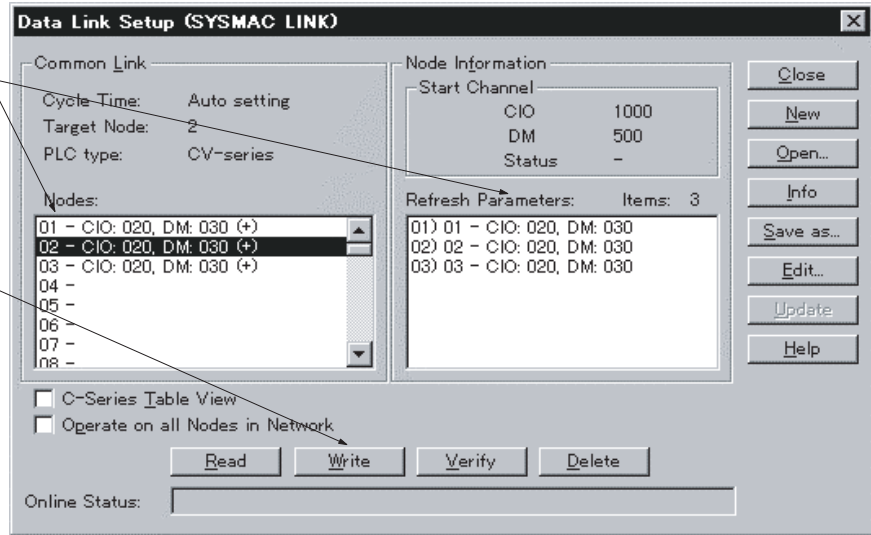 Data Link Setup (SYSMAC LINK)
Common Link
Cycle Time: Auto setting
Target Node: 2
PLC type: CV-series
Nodes:
01 - CIO: 020, DM: 030 (+)
02 - CIO: 020, DM: 030 (+)
03 - CIO: 020, DM: 030 (+)
04 -
05 -
06 -
07 -
08 -
Node Information
Start Channel
CIO 1000
DM 500
Status -
Refresh Parameters: Items: 3
01) 01 - CIO: 020, DM: 030
02) 02 - CIO: 020, DM: 030
03) 03 - CIO: 020, DM: 030
Close
New
Open...
Info
Save as...
Edit...
Update
Help
C-Series Table View
Operate on all Nodes in Network
Read Write Verify Delete
Online Status: